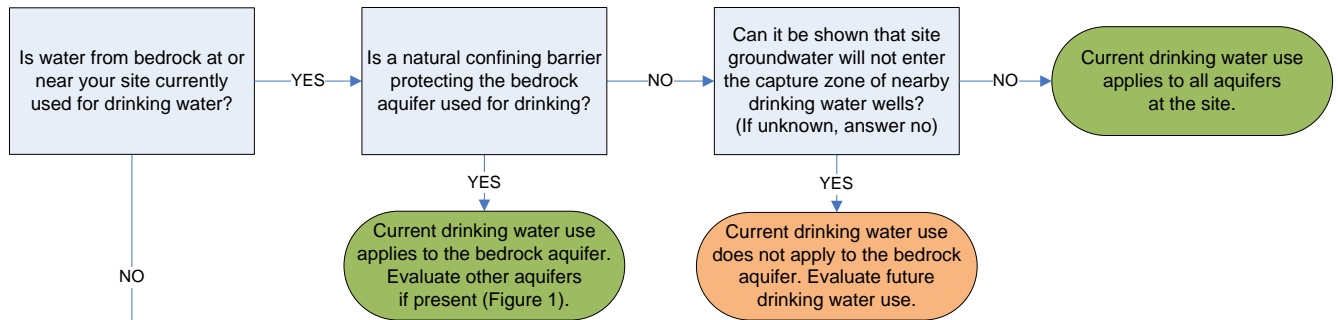 Is water from bedrock at or
near your site currently
used for drinking water?
YES
Is a natural confining barrier
protecting the bedrock
aquifer used for drinking?
NO
Can it be shown that site
groundwater will not enter
the capture zone of nearby
drinking water wells?
(If unknown, answer no)
NO
Current drinking water use
applies to all aquifers
at the site.
YES
YES
Current drinking water use
applies to the bedrock aquifer.
Evaluate other aquifers
if present (Figure 1).
Current drinking water use
does not apply to the bedrock
aquifer. Evaluate future
drinking water use.
NO